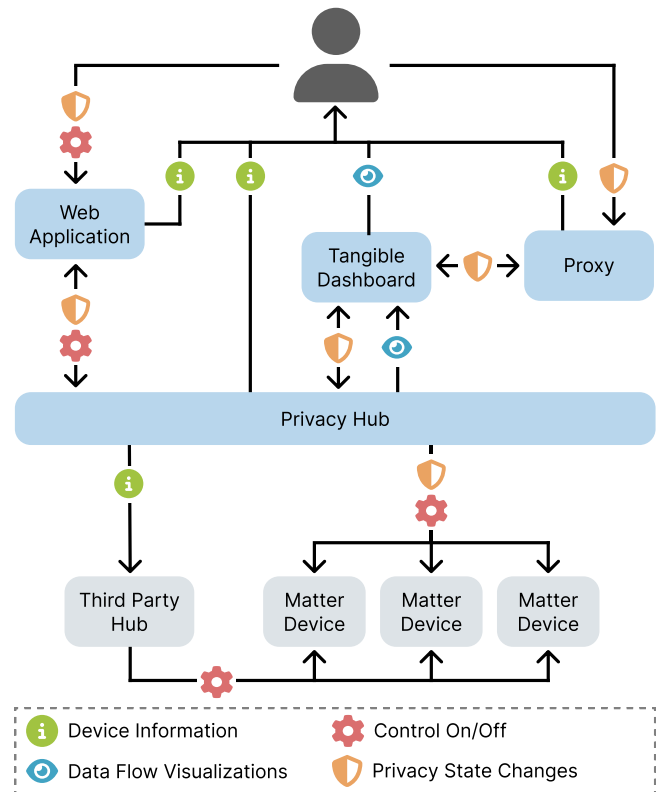 Web
Application
Tangible
Dashboard
Proxy
Privacy Hub
Third Party
Hub
Matter
Device
Matter
Device
Matter
Device
Device Information
Control On/Off
Data Flow Visualizations
Privacy State Changes